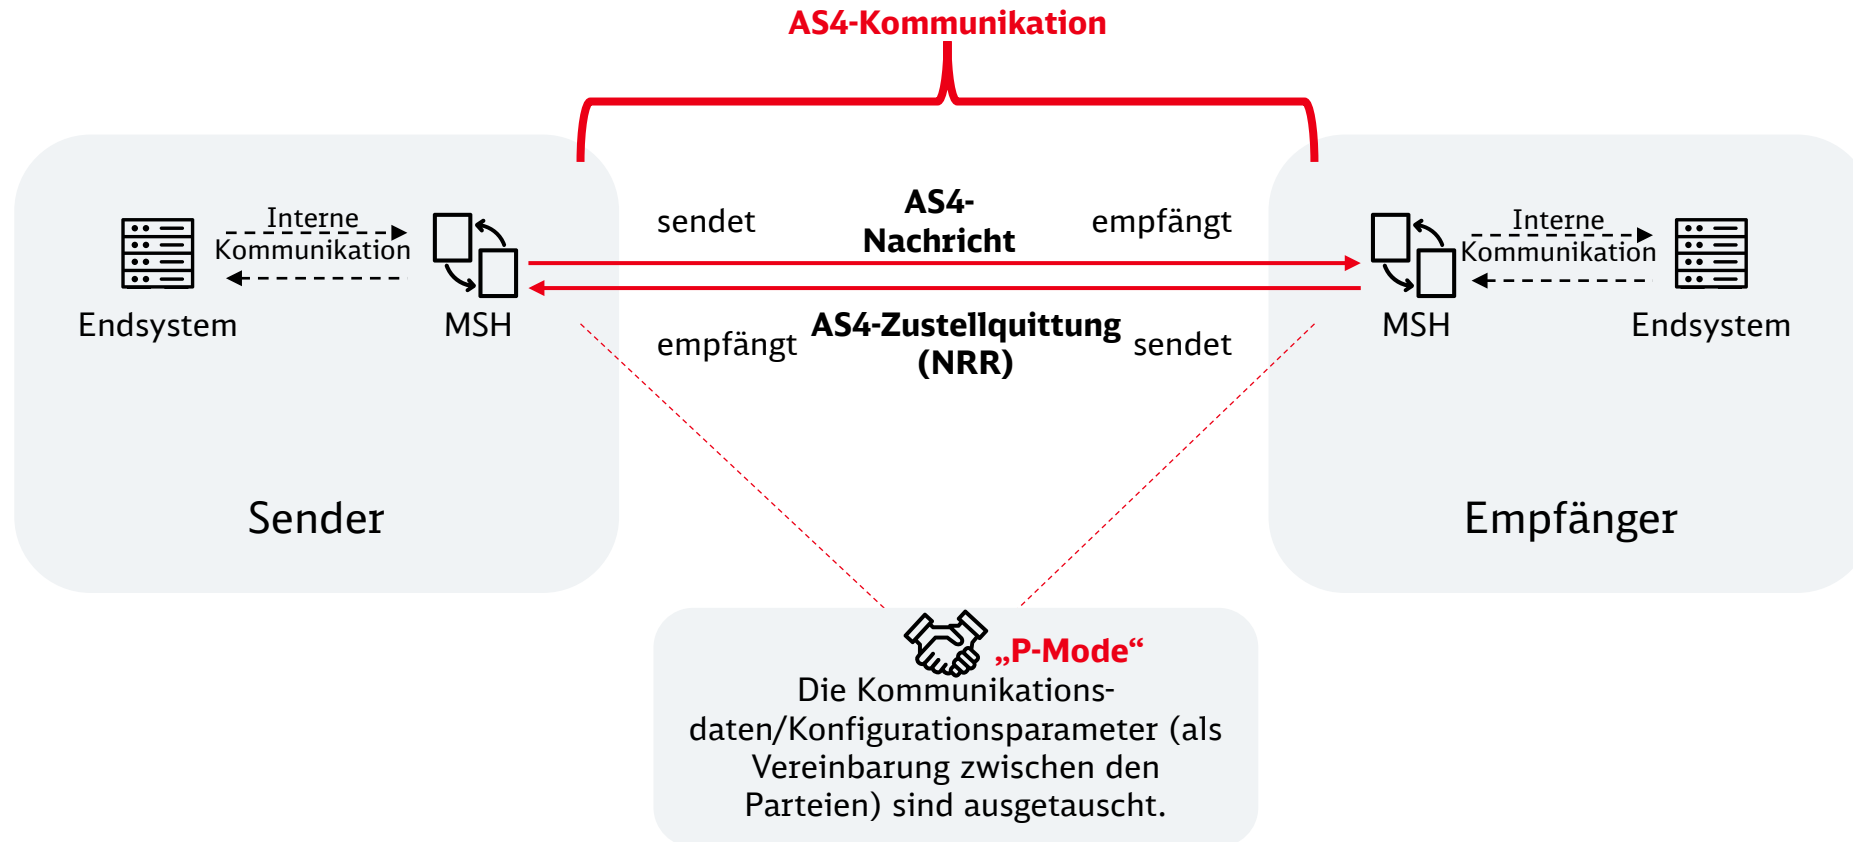 AS4-Kommunikation
Interne
Kommunikation
Endsystem
MSH
Sender
sendet
AS4-
Nachricht
empfängt
empfängt
AS4-Zustellquittung
(NRR)
sendet
Interne
Kommunikation
MSH
Endsystem
Empfänger
„P-Mode“
Die Kommunikations-
daten/Konfigurationsparameter (als
Vereinbarung zwischen den
Parteien) sind ausgetauscht.